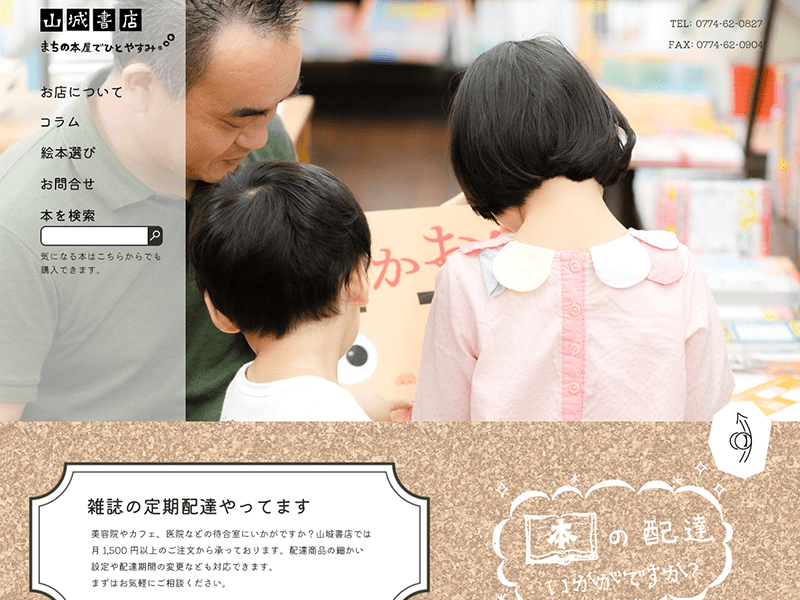 山城書店
まちの本屋でひとやすみ。
TEL: 0774-62-0827
FAX: 0774-62-0904
お店について
コラム
絵本選び
お問合せ
本を検索
気になる本はこちらからでも
購入できます。
かお
雑誌の定期配達やってます
美容院やカフェ、医院などの待合室にいかがですか？山城書店では
月1,500円以上のご注文から承っております。配達商品の細かい
設定や配達期間の変更なども対応できます。
まずはお気軽にご相談ください。
本の配達
いかがですか？